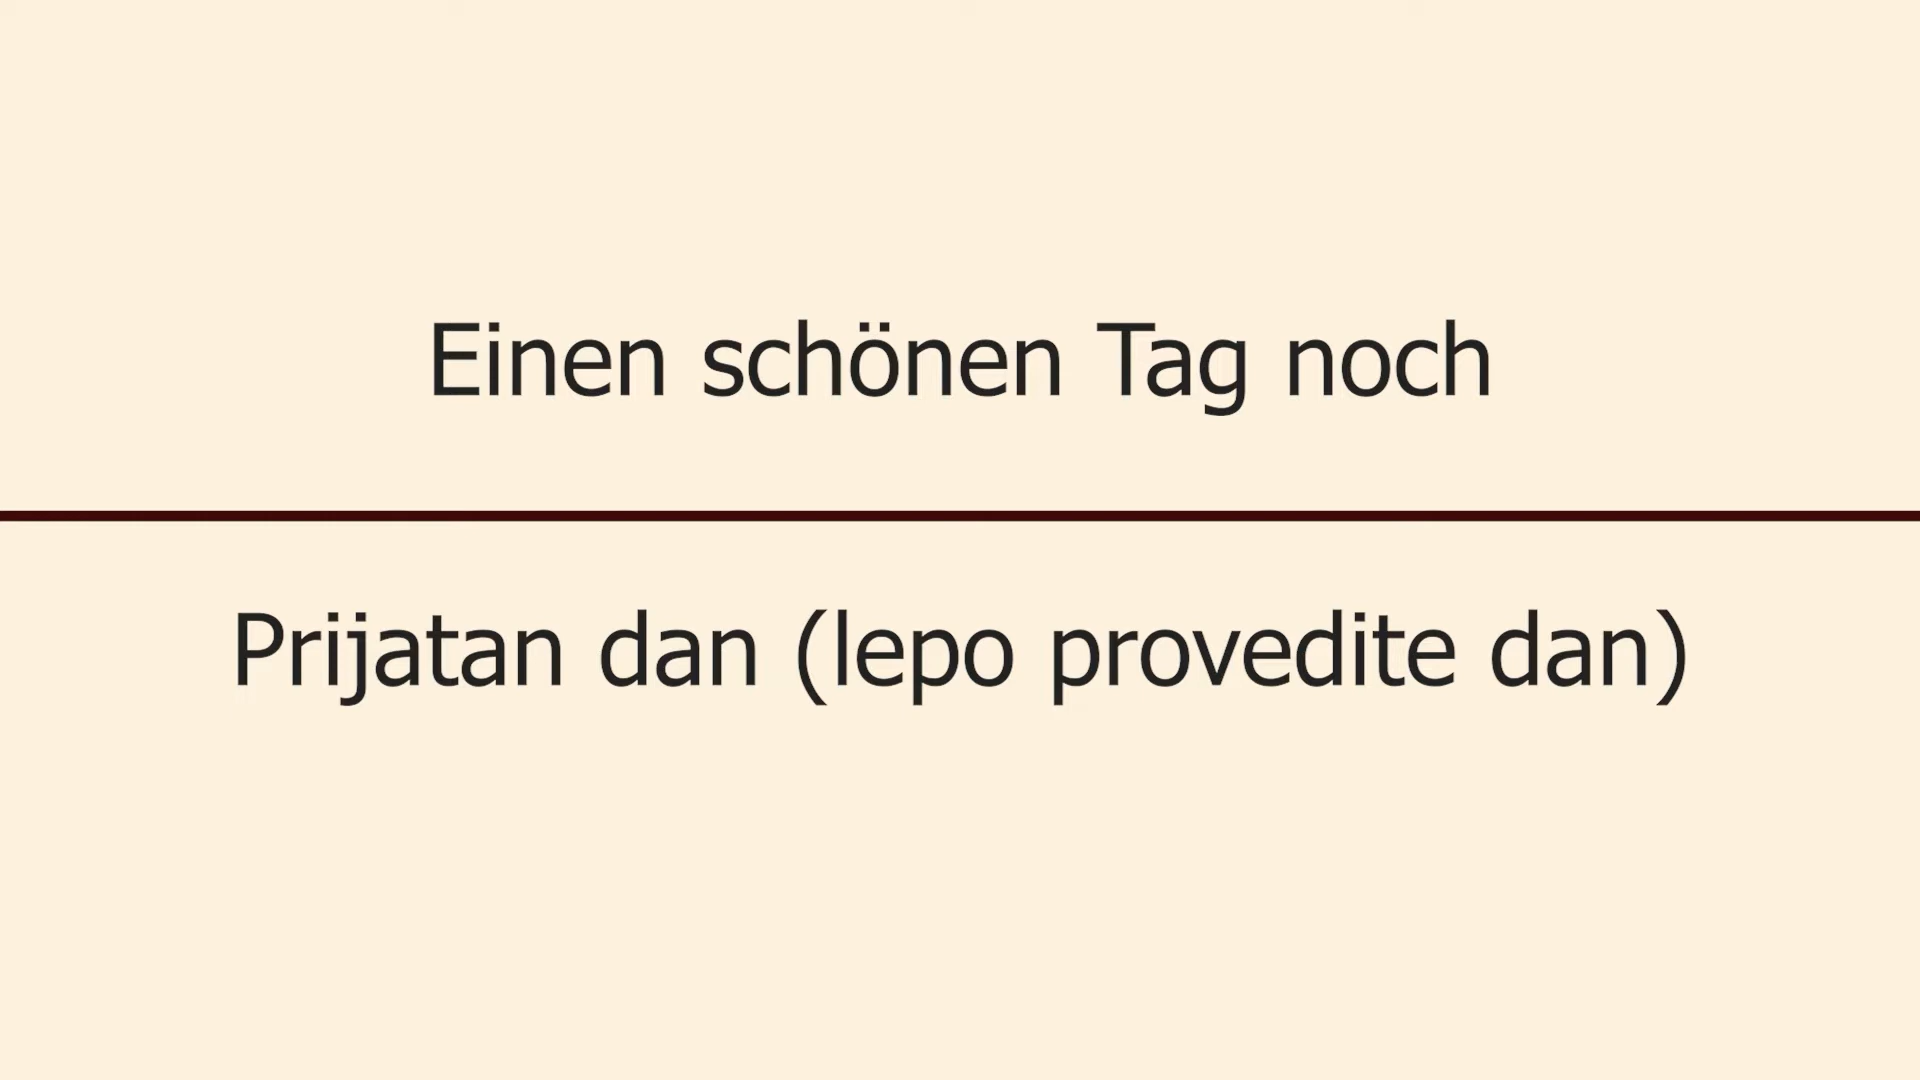 Einen schönen Tag noch
Prijatan dan (lepo provedite dan)